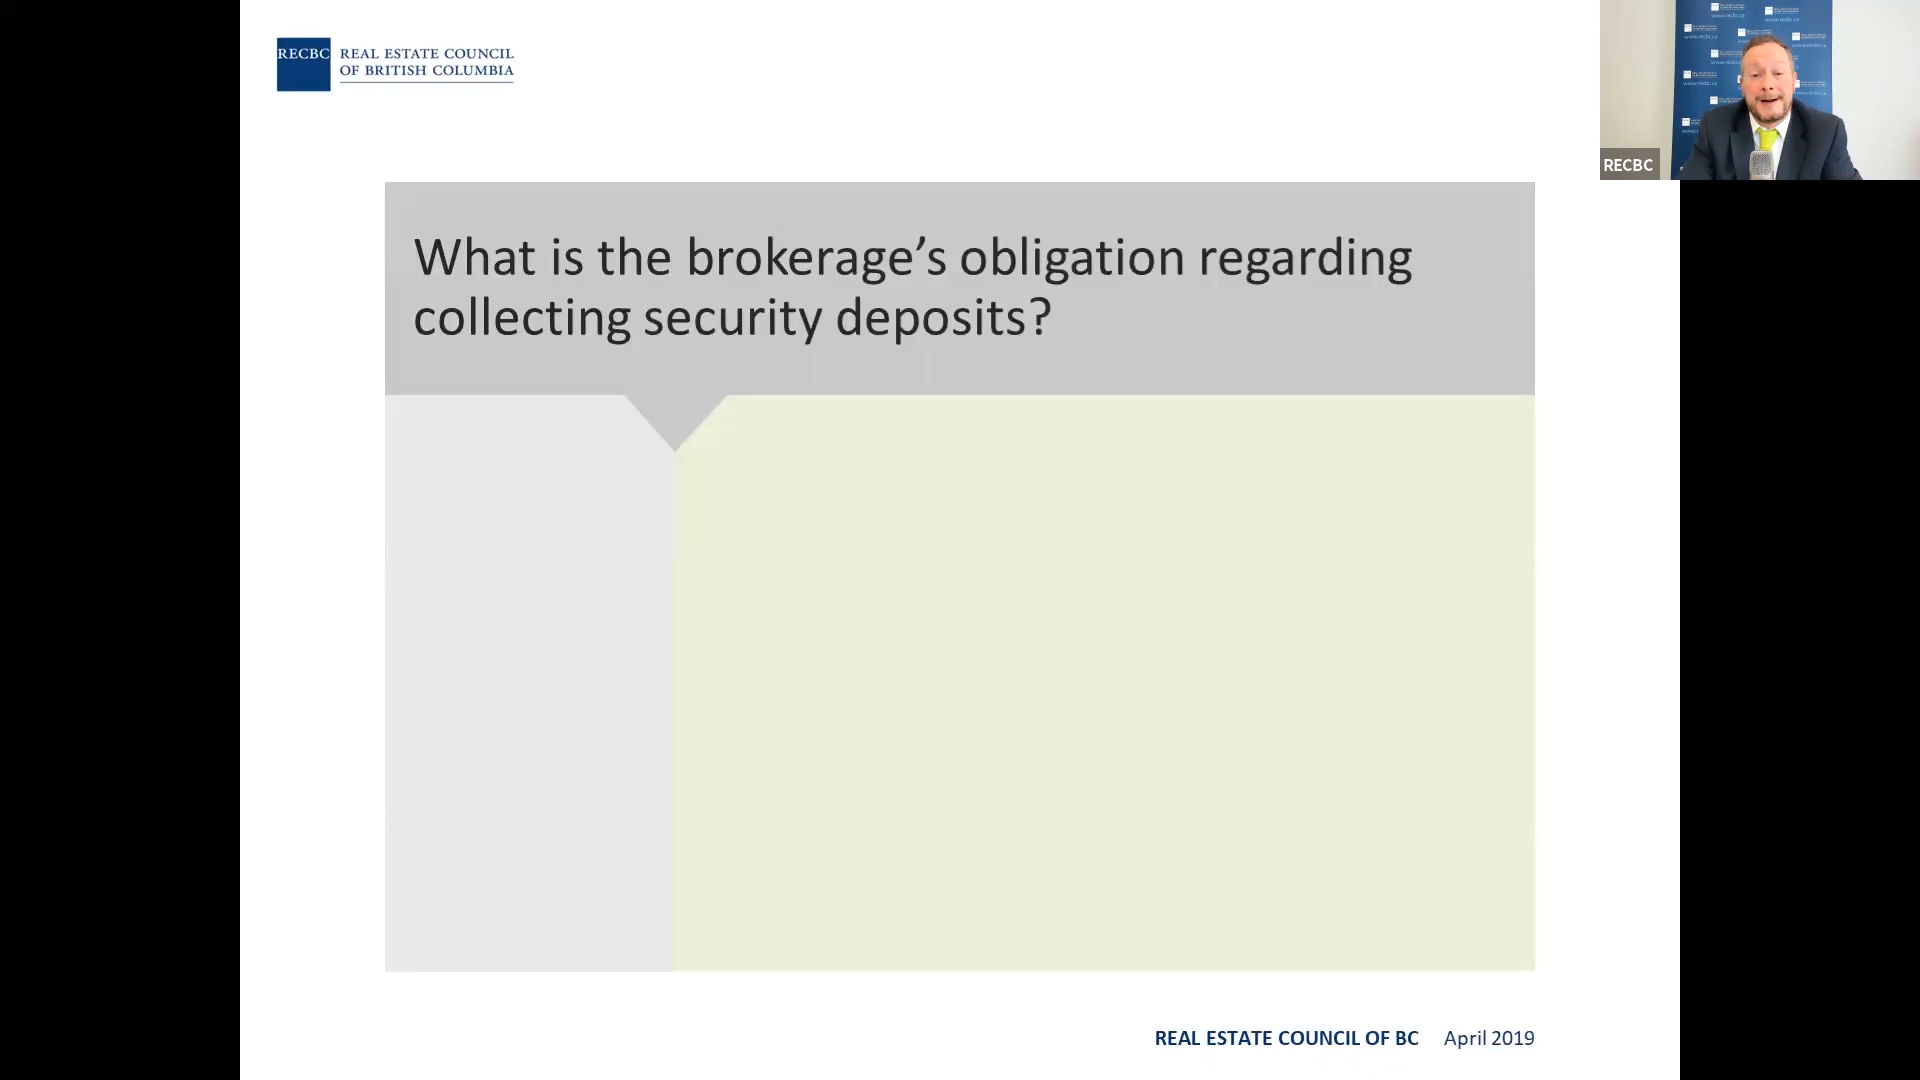 RECBC
REAL ESTATE COUNCIL
OF BRITISH COLUMBIA
RECBC
What is the brokerage’s obligation regarding
collecting security deposits?
REAL ESTATE COUNCIL OF BC April 2019